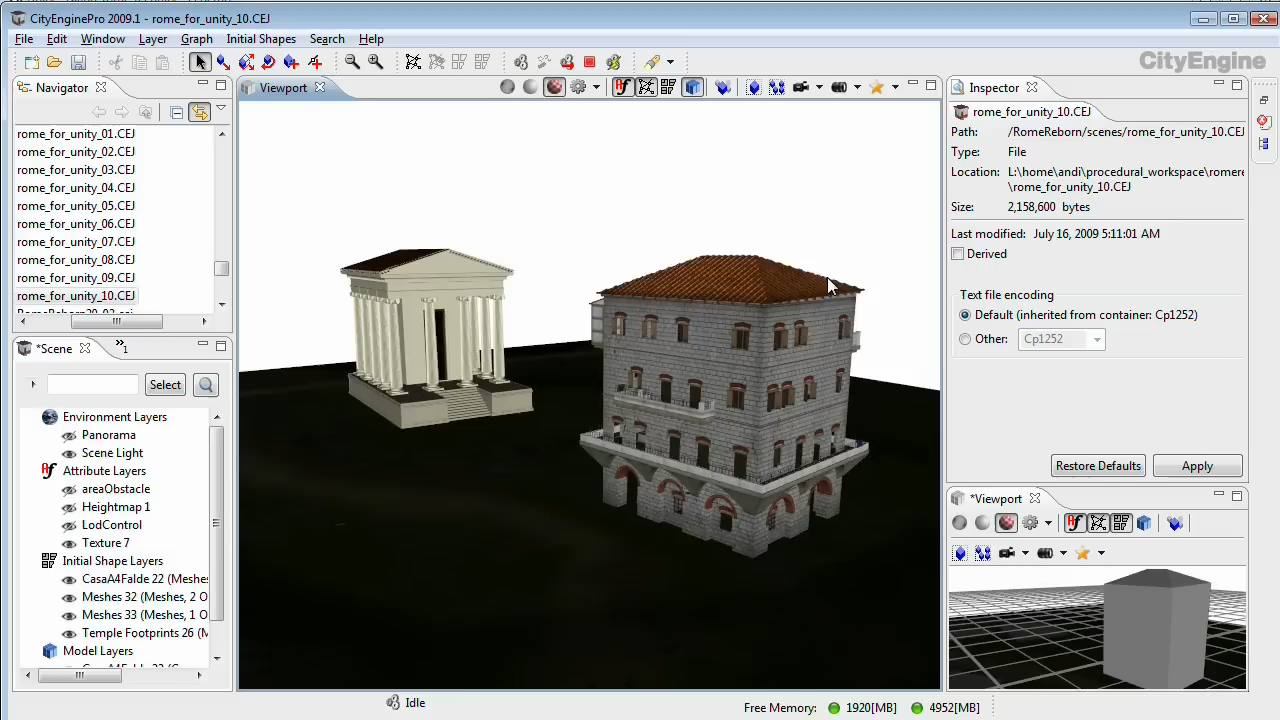 CityEnginePro 2009.1 - rome_for_unity_10.CEJ
File Edit Window Layer Graph Initial Shapes Search Help
CityEngine
Navigator
rome_for_unity_01.CEJ
rome_for_unity_02.CEJ
rome_for_unity_03.CEJ
rome_for_unity_04.CEJ
rome_for_unity_05.CEJ
rome_for_unity_06.CEJ
rome_for_unity_07.CEJ
rome_for_unity_08.CEJ
rome_for_unity_09.CEJ
rome_for_unity_10.CEJ
*Scene
1
Select
Environment Layers
Panorama
Scene Light
Attribute Layers
areaObstacle
Heightmap 1
LodControl
Texture 7
Initial Shape Layers
CasaA4Falde 22 (Meshe
Meshes 32 (Meshes, 2 O
Meshes 33 (Meshes, 1 O
Temple Footprints 26 (M
Model Layers
Viewport
Inspector
rome_for_unity_10.CEJ
Path: /RomeReborn/scenes/rome_for_unity_10.CEJ
Type: File
Location: L:\home\andi\procedural_workspace\romere
\rome_for_unity_10.CEJ
Size: 2,158,600 bytes
Last modified: July 16, 2009 5:11:01 AM
Derived
Text file encoding
Default (inherited from container: Cp1252)
Other: Cp1252
Restore Defaults Apply
*Viewport
Idle
Free Memory: 1920[MB] 4952[MB]